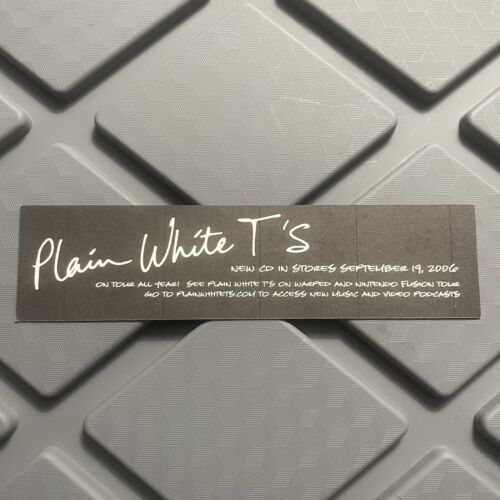 Plain White T's
NEW CD IN STORES SEPTEMBER 19, 2006
ON TOUR ALL YEAR! SEE PLAIN WHITE T'S ON WARPED AND NINTENDO FUSION TOUR
GO TO PLAINWHITETS.COM TO ACCESS NEW MUSIC AND VIDEO PODCASTS